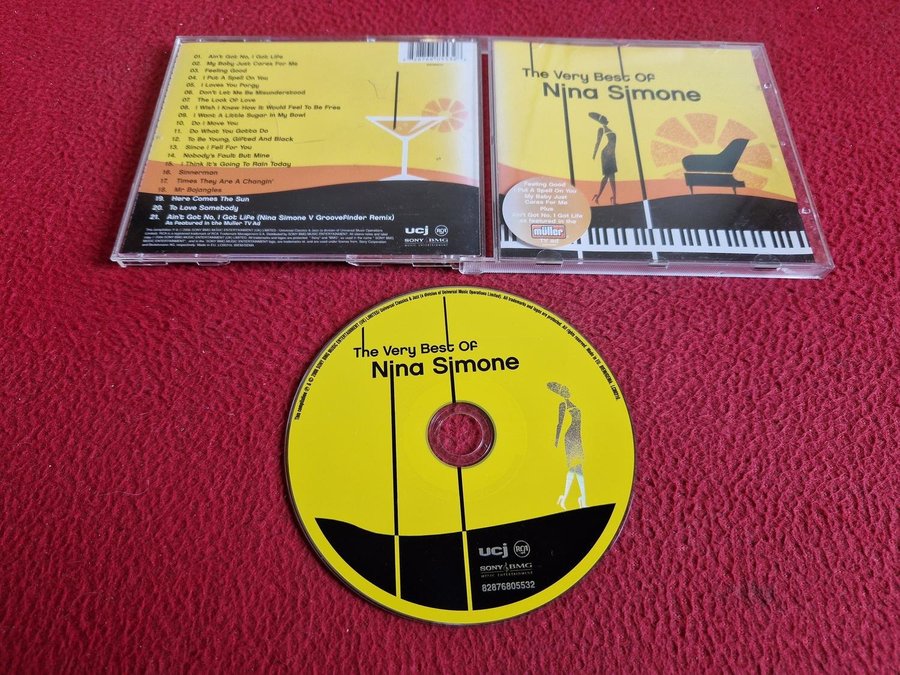 01. Ain't Got No, I Got Life
02. My Baby Just Cares For Me
03. Feeling Good
04. I Put A Spell On You
05. I Loves You Porgy
06. Don't Let Me Be Misunderstood
07. The Look Of Love
08. I Wish I Knew How It Would Feel To Be Free
09. I Want A Little Sugar In My Bowl
10. Do I Move You
11. Do What You Gotta Do
12. To Be Young, Gifted And Black
13. Since I Fell For You
14. Nobody's Fault But Mine
15. I Think It's Going To Rain Today
16. Sinnerman
17. Times They Are A Changin'
18. Mr Bojangles
19. Here Comes The Sun
20. To Love Somebody
21. Ain't Got No, I Got Life (Nina Simone V Groovefinder Remix)
As Featured In the Muller TV Ad
ucj RCA
SONY BMG
MUSIC ENTERTAINMENT
The Very Best Of
Nina Simone
Feeling Good
I Put A Spell On You
My Baby Just
Cares For Me
Plus
Ain't Got No, I Got Life
as featured in the
müller
TV ad
The Very Best Of
Nina Simone
ucj RCA
SONY BMG
MUSIC ENTERTAINMENT
82876805532